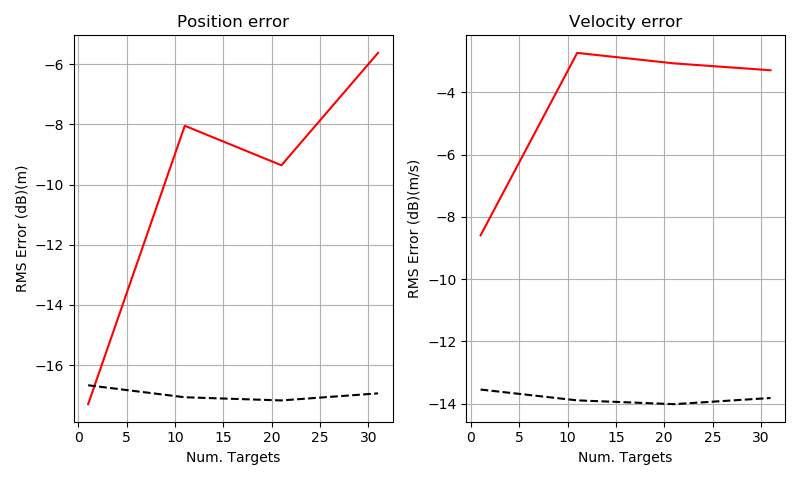 Position error
RMS Error (dB)(m)
−6
−8
−10
−12
−14
−16
0 5 10 15 20 25 30
Num. Targets
Velocity error
RMS Error (dB)(m/s)
−4
−6
−8
−10
−12
−14
0 5 10 15 20 25 30
Num. Targets